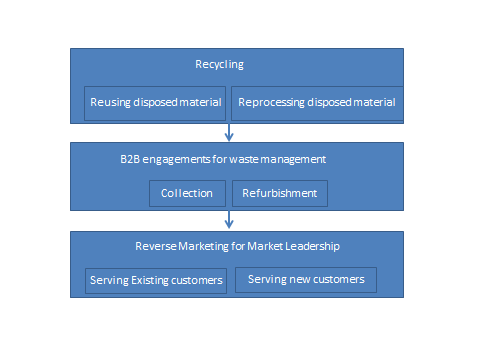 Recycling
Reusing disposed material
Reprocessing disposed material
B2B engagements for waste management
Collection
Refurbishment
Reverse Marketing for Market Leadership
Serving Existing customers
Serving new customers